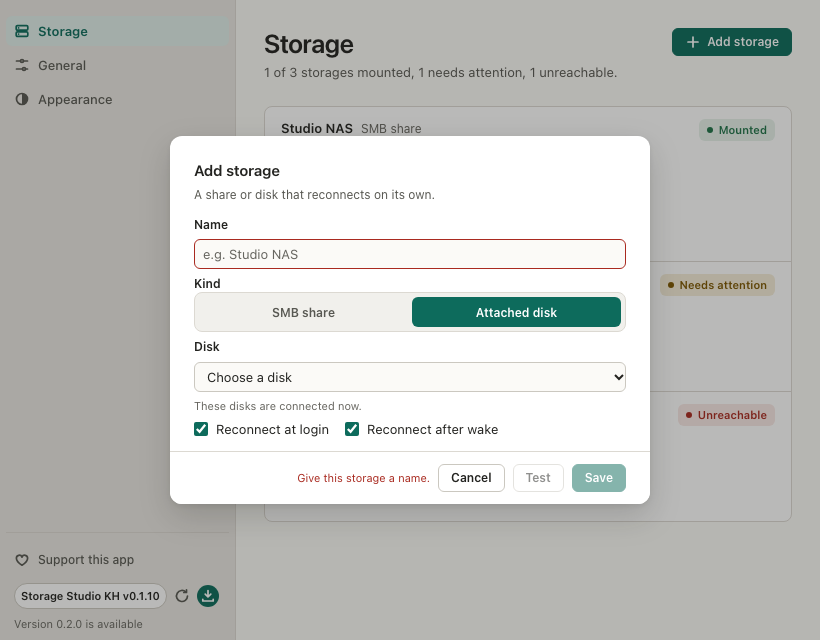 Storage
General
Appearance
Storage
Add storage
1 of 3 storages mounted, 1 needs attention, 1 unreachable.
Studio NAS SMB share
Mounted
Needs attention
Unreachable
Add storage
A share or disk that reconnects on its own.
Name
e.g. Studio NAS
Kind
SMB share
Attached disk
Disk
Choose a disk
These disks are connected now.
Reconnect at login
Reconnect after wake
Give this storage a name.
Cancel
Test
Save
Support this app
Storage Studio KH v0.1.10
Version 0.2.0 is available